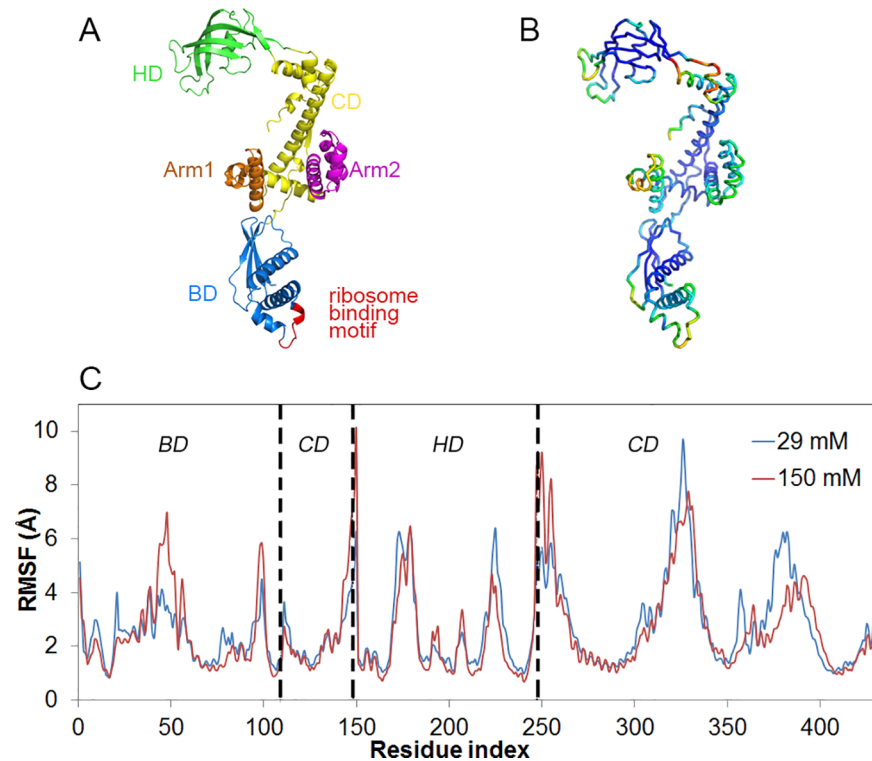 A
B
HD
CD
Arm1
Arm2
BD
ribosome
binding
motif
C
BD
CD
HD
CD
29 mM
150 mM
RMSF (Å)
10
8
6
4
2
0
0 50 100 150 200 250 300 350 400
Residue index